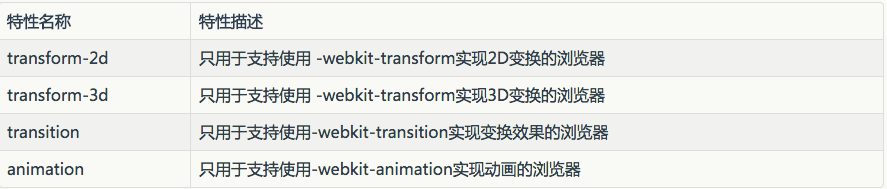 特性名称 特性描述
transform-2d 只用于支持使用 -webkit-transform实现2D变换的浏览器
transform-3d 只用于支持使用 -webkit-transform实现3D变换的浏览器
transition 只用于支持使用-webkit-transition实现变换效果的浏览器
animation 只用于支持使用-webkit-animation实现动画的浏览器